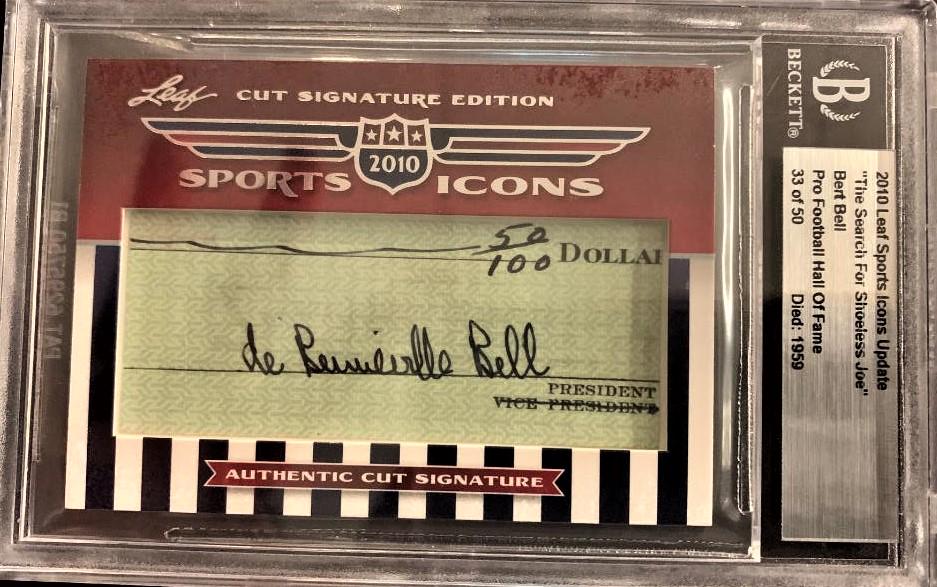 Leaf CUT SIGNATURE EDITION
2010
SPORTS ICONS
50
100 DOLLAR
de Benneville Bell
PRESIDENT
VICE PRESIDENT
AUTHENTIC CUT SIGNATURE
B
BECKETT®
2010 Leaf Sports Icons Update
"The Search For Shoeless Joe"
Bert Bell
Pro Football Hall Of Fame
33 of 50 Died: 1959